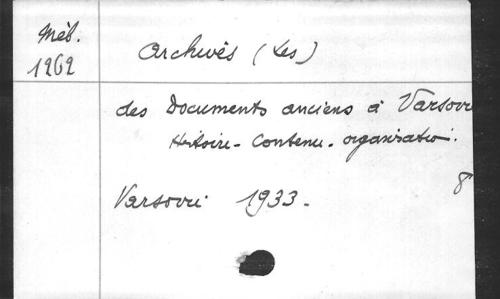 Mél.
1262
Archives (Les)
des Documents anciens à Varsovie
Histoire - Contenu - organisation.
8
Varsovie 1933 -